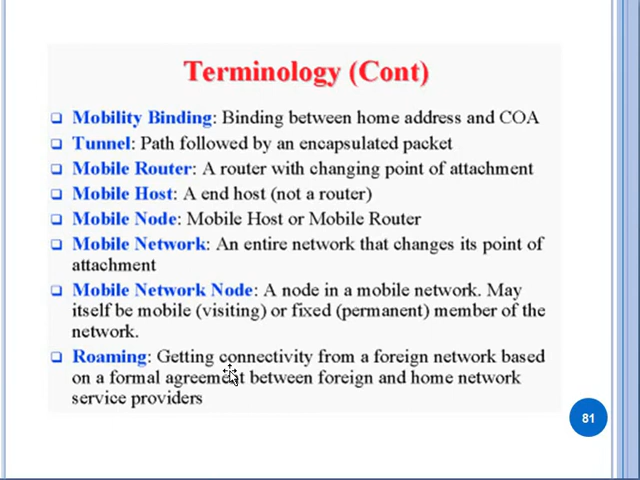 Terminology (Cont)
❑ Mobility Binding: Binding between home address and COA
❑ Tunnel: Path followed by an encapsulated packet
❑ Mobile Router: A router with changing point of attachment
❑ Mobile Host: A end host (not a router)
❑ Mobile Node: Mobile Host or Mobile Router
❑ Mobile Network: An entire network that changes its point of
attachment
❑ Mobile Network Node: A node in a mobile network. May
itself be mobile (visiting) or fixed (permanent) member of the
network.
❑ Roaming: Getting connectivity from a foreign network based
on a formal agreement between foreign and home network
service providers
81